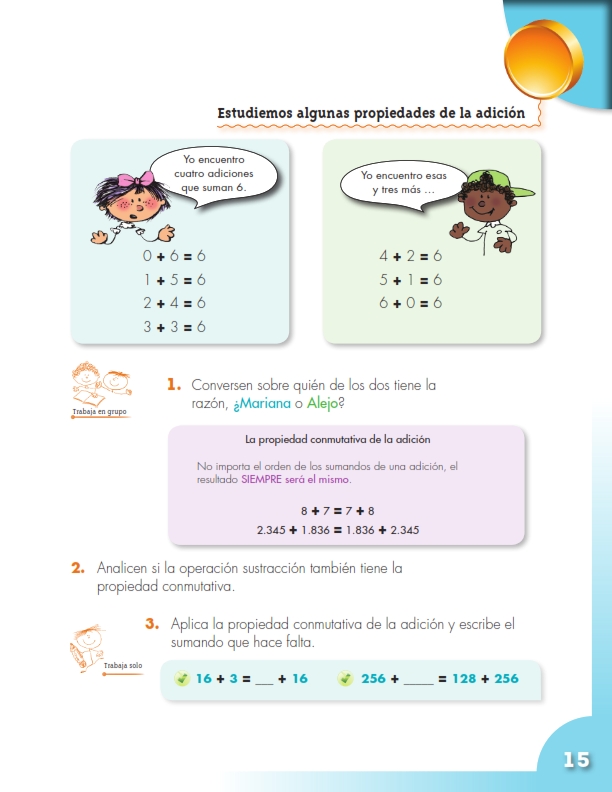 Estudiemos algunas propiedades de la adición
Yo encuentro
cuatro adiciones
que suman 6.
0 + 6 = 6
1 + 5 = 6
2 + 4 = 6
3 + 3 = 6
Yo encuentro esas
y tres más ...
4 + 2 = 6
5 + 1 = 6
6 + 0 = 6
Trabaja en grupo
1. Conversen sobre quién de los dos tiene la
razón, ¿Mariana o Alejo?
La propiedad conmutativa de la adición
No importa el orden de los sumandos de una adición, el
resultado SIEMPRE será el mismo.
8 + 7 = 7 + 8
2.345 + 1.836 = 1.836 + 2.345
2. Analicen si la operación sustracción también tiene la
propiedad conmutativa.
Trabaja solo
3. Aplica la propiedad conmutativa de la adición y escribe el
sumando que hace falta.
16 + 3 = ___ + 16
256 + _____ = 128 + 256
15